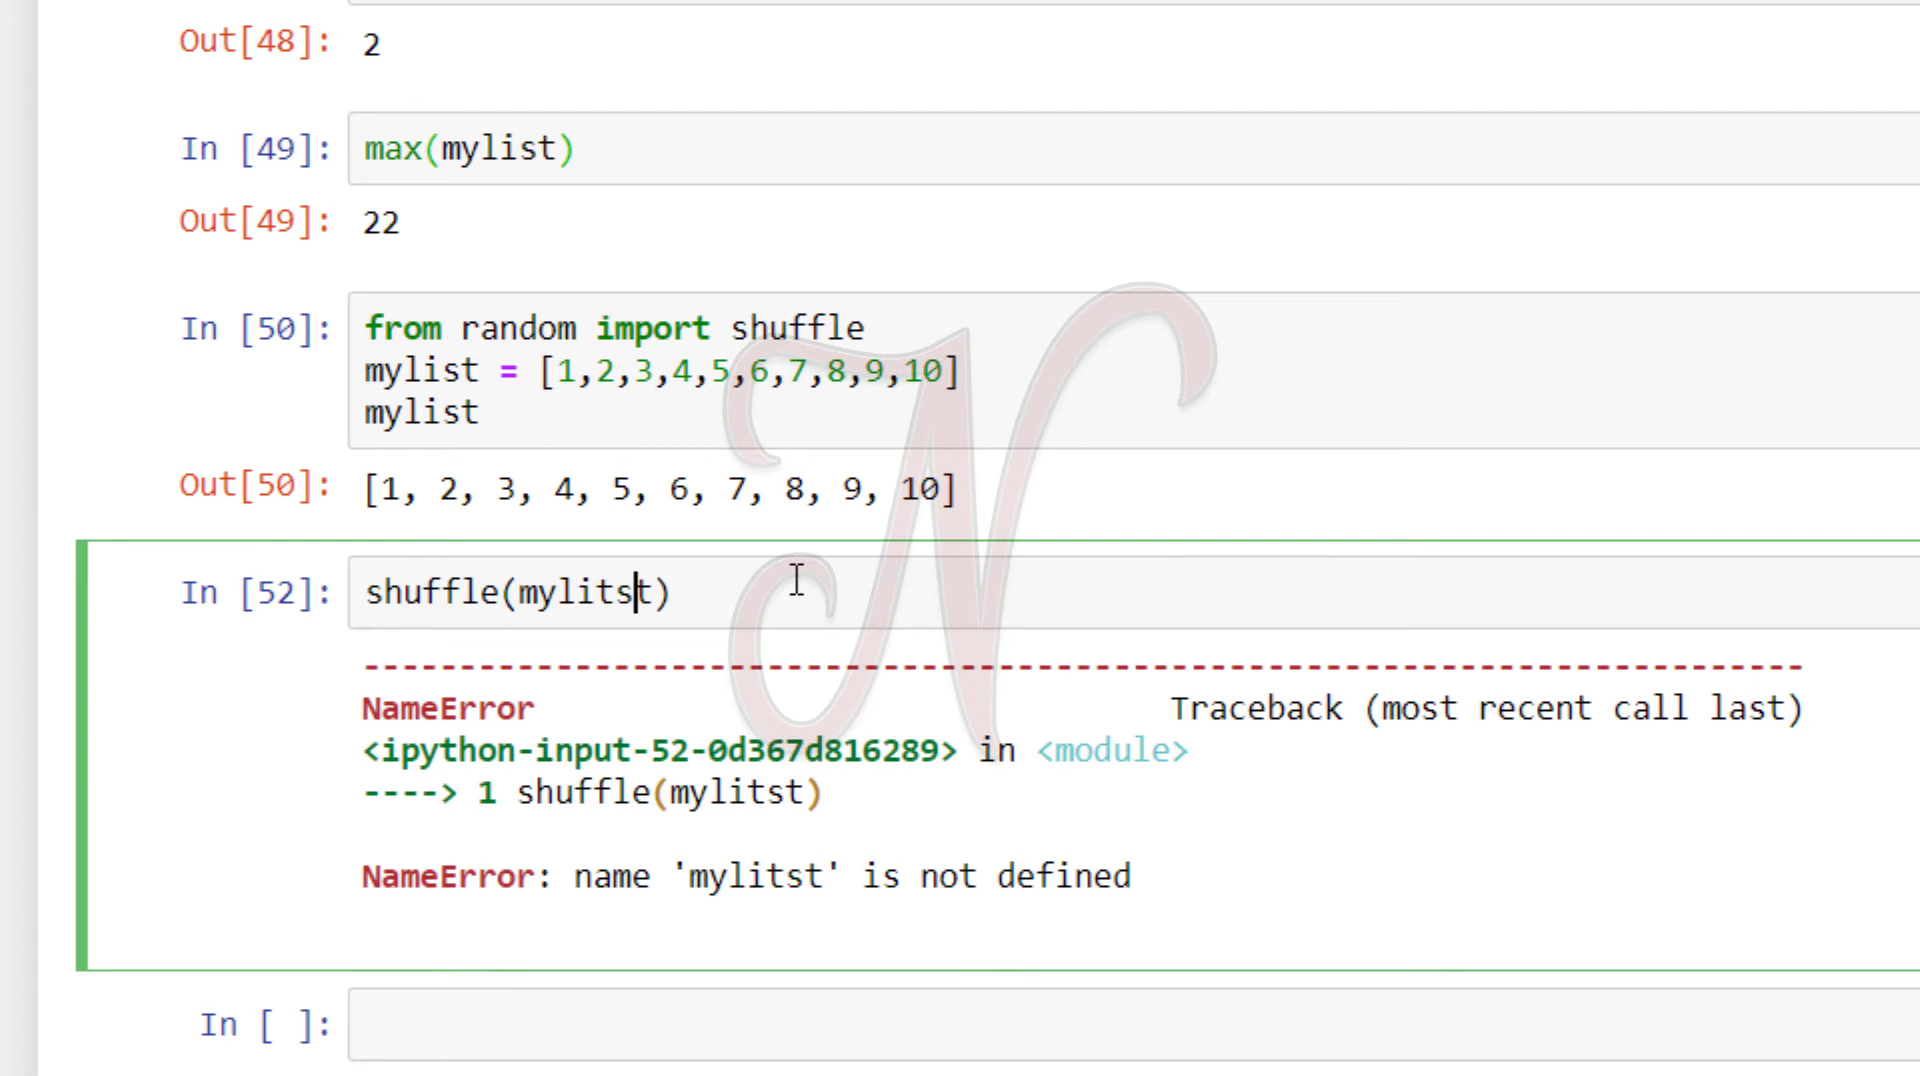 Out[48]: 2
In [49]: max(mylist)
Out[49]: 22
In [50]: from random import shuffle
mylist = [1,2,3,4,5,6,7,8,9,10]
mylist
Out[50]: [1, 2, 3, 4, 5, 6, 7, 8, 9, 10]
In [52]: shuffle(mylitst)
---------------------------------------------------------------------------
NameError Traceback (most recent call last)
<ipython-input-52-0d367d816289> in <module>
----> 1 shuffle(mylitst)
NameError: name 'mylitst' is not defined
In [ ]:
N